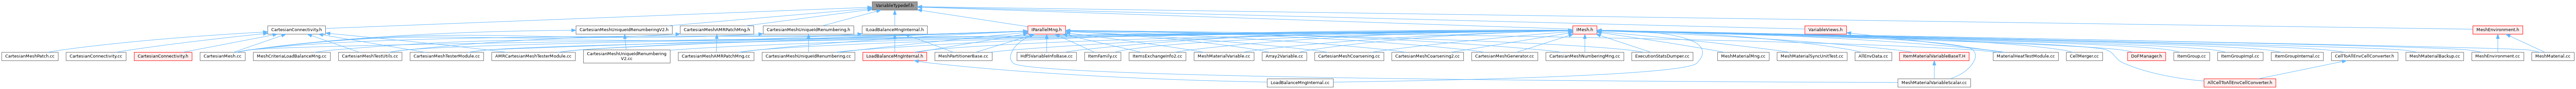 VariableTypedef.h
CartesianConnectivity.h
CartesianMeshUniqueIdRenumberingV2.h
CartesianMeshAMRPatchMng.h
CartesianMeshUniqueIdRenumbering.h
ILoadBalanceMngInternal.h
IParallelMng.h
IMesh.h
VariableViews.h
MeshEnvironment.h
CartesianMeshPatch.cc
CartesianConnectivity.cc
CartesianConnectivity.h
CartesianMesh.cc
MeshCriteriaLoadBalanceMng.cc
CartesianMeshTestUtils.cc
CartesianMeshTesterModule.cc
AMRCartesianMeshTesterModule.cc
CartesianMeshUniqueIdRenumbering
V2.cc
CartesianMeshAMRPatchMng.cc
CartesianMeshUniqueIdRenumbering.cc
LoadBalanceMngInternal.h
MeshPartitionerBase.cc
Hdf5VariableInfoBase.cc
ItemFamily.cc
ItemsExchangeInfo2.cc
MeshMaterialVariable.cc
Array2Variable.cc
CartesianMeshCoarsening.cc
CartesianMeshCoarsening2.cc
CartesianMeshGenerator.cc
CartesianMeshNumberingMng.cc
ExecutionStatsDumper.cc
MeshMaterialMng.cc
MeshMaterialSyncUnitTest.cc
AllEnvData.cc
ItemMaterialVariableBaseT.H
MaterialHeatTestModule.cc
CellMerger.cc
DoFManager.h
ItemGroup.cc
ItemGroupImpl.cc
ItemGroupInternal.cc
CellToAllEnvCellConverter.h
MeshMaterialBackup.cc
MeshEnvironment.cc
MeshMaterial.cc
LoadBalanceMngInternal.cc
MeshMaterialVariableScalar.cc
AllCellToAllEnvCellConverter.h